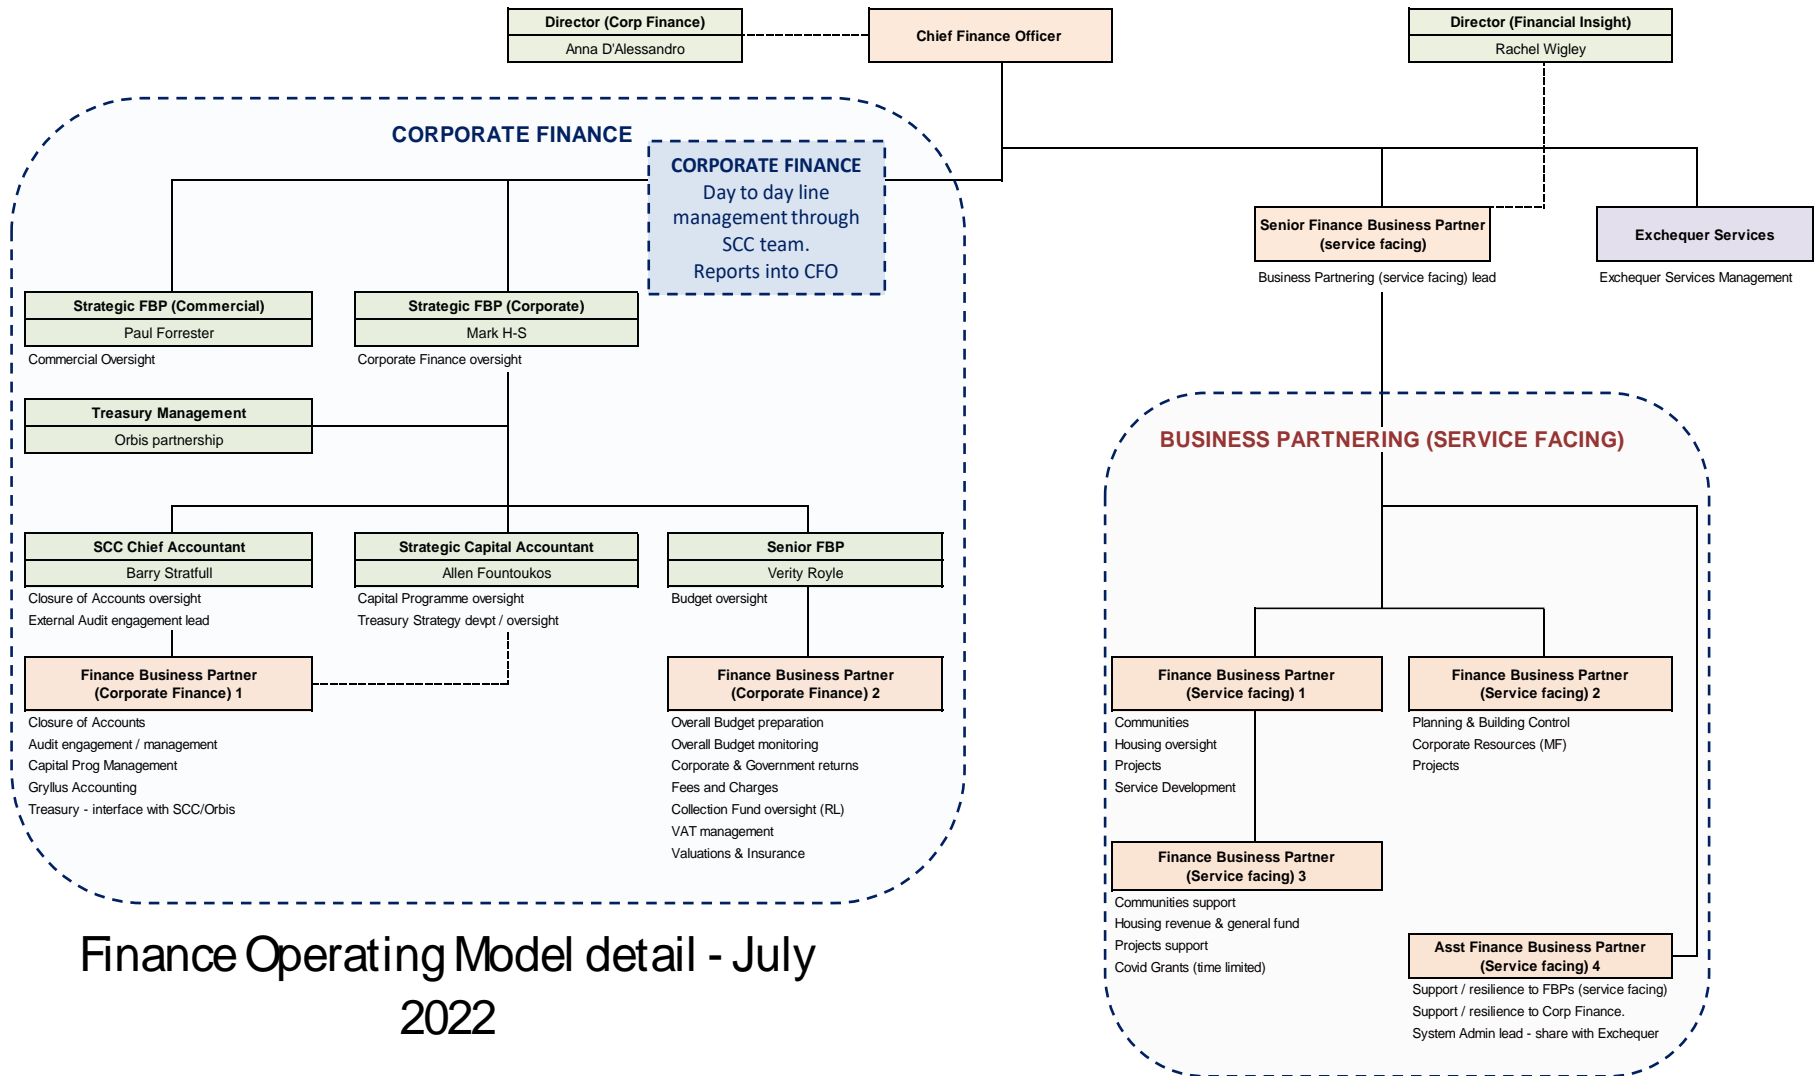 Director (Corp Finance)
Anna D'Alessandro
Chief Finance Officer
Director (Financial Insight)
Rachel Wigley
CORPORATE FINANCE
CORPORATE FINANCE
Day to day line
management through
SCC team.
Reports into CFO
Senior Finance Business Partner
(service facing)
Business Partnering (service facing) lead
Exchequer Services
Exchequer Services Management
Strategic FBP (Commercial)
Paul Forrester
Commercial Oversight
Strategic FBP (Corporate)
Mark H-S
Corporate Finance oversight
Treasury Management
Orbis partnership
SCC Chief Accountant
Barry Stratfull
Closure of Accounts oversight
External Audit engagement lead
Strategic Capital Accountant
Allen Fountoukos
Capital Programme oversight
Treasury Strategy devpt / oversight
Senior FBP
Verity Royle
Budget oversight
Finance Business Partner
(Corporate Finance) 1
Closure of Accounts
Audit engagement / management
Capital Prog Management
Gryllus Accounting
Treasury - interface with SCC/Orbis
Finance Business Partner
(Corporate Finance) 2
Overall Budget preparation
Overall Budget monitoring
Corporate & Government returns
Fees and Charges
Collection Fund oversight (RL)
VAT management
Valuations & Insurance
BUSINESS PARTNERING (SERVICE FACING)
Finance Business Partner
(Service facing) 1
Communities
Housing oversight
Projects
Service Development
Finance Business Partner
(Service facing) 2
Planning & Building Control
Corporate Resources (MF)
Projects
Finance Business Partner
(Service facing) 3
Communities support
Housing revenue & general fund
Projects support
Covid Grants (time limited)
Asst Finance Business Partner
(Service facing) 4
Support / resilience to FBPs (service facing)
Support / resilience to Corp Finance.
System Admin lead - share with Exchequer
Finance Operating Model detail - July
2022